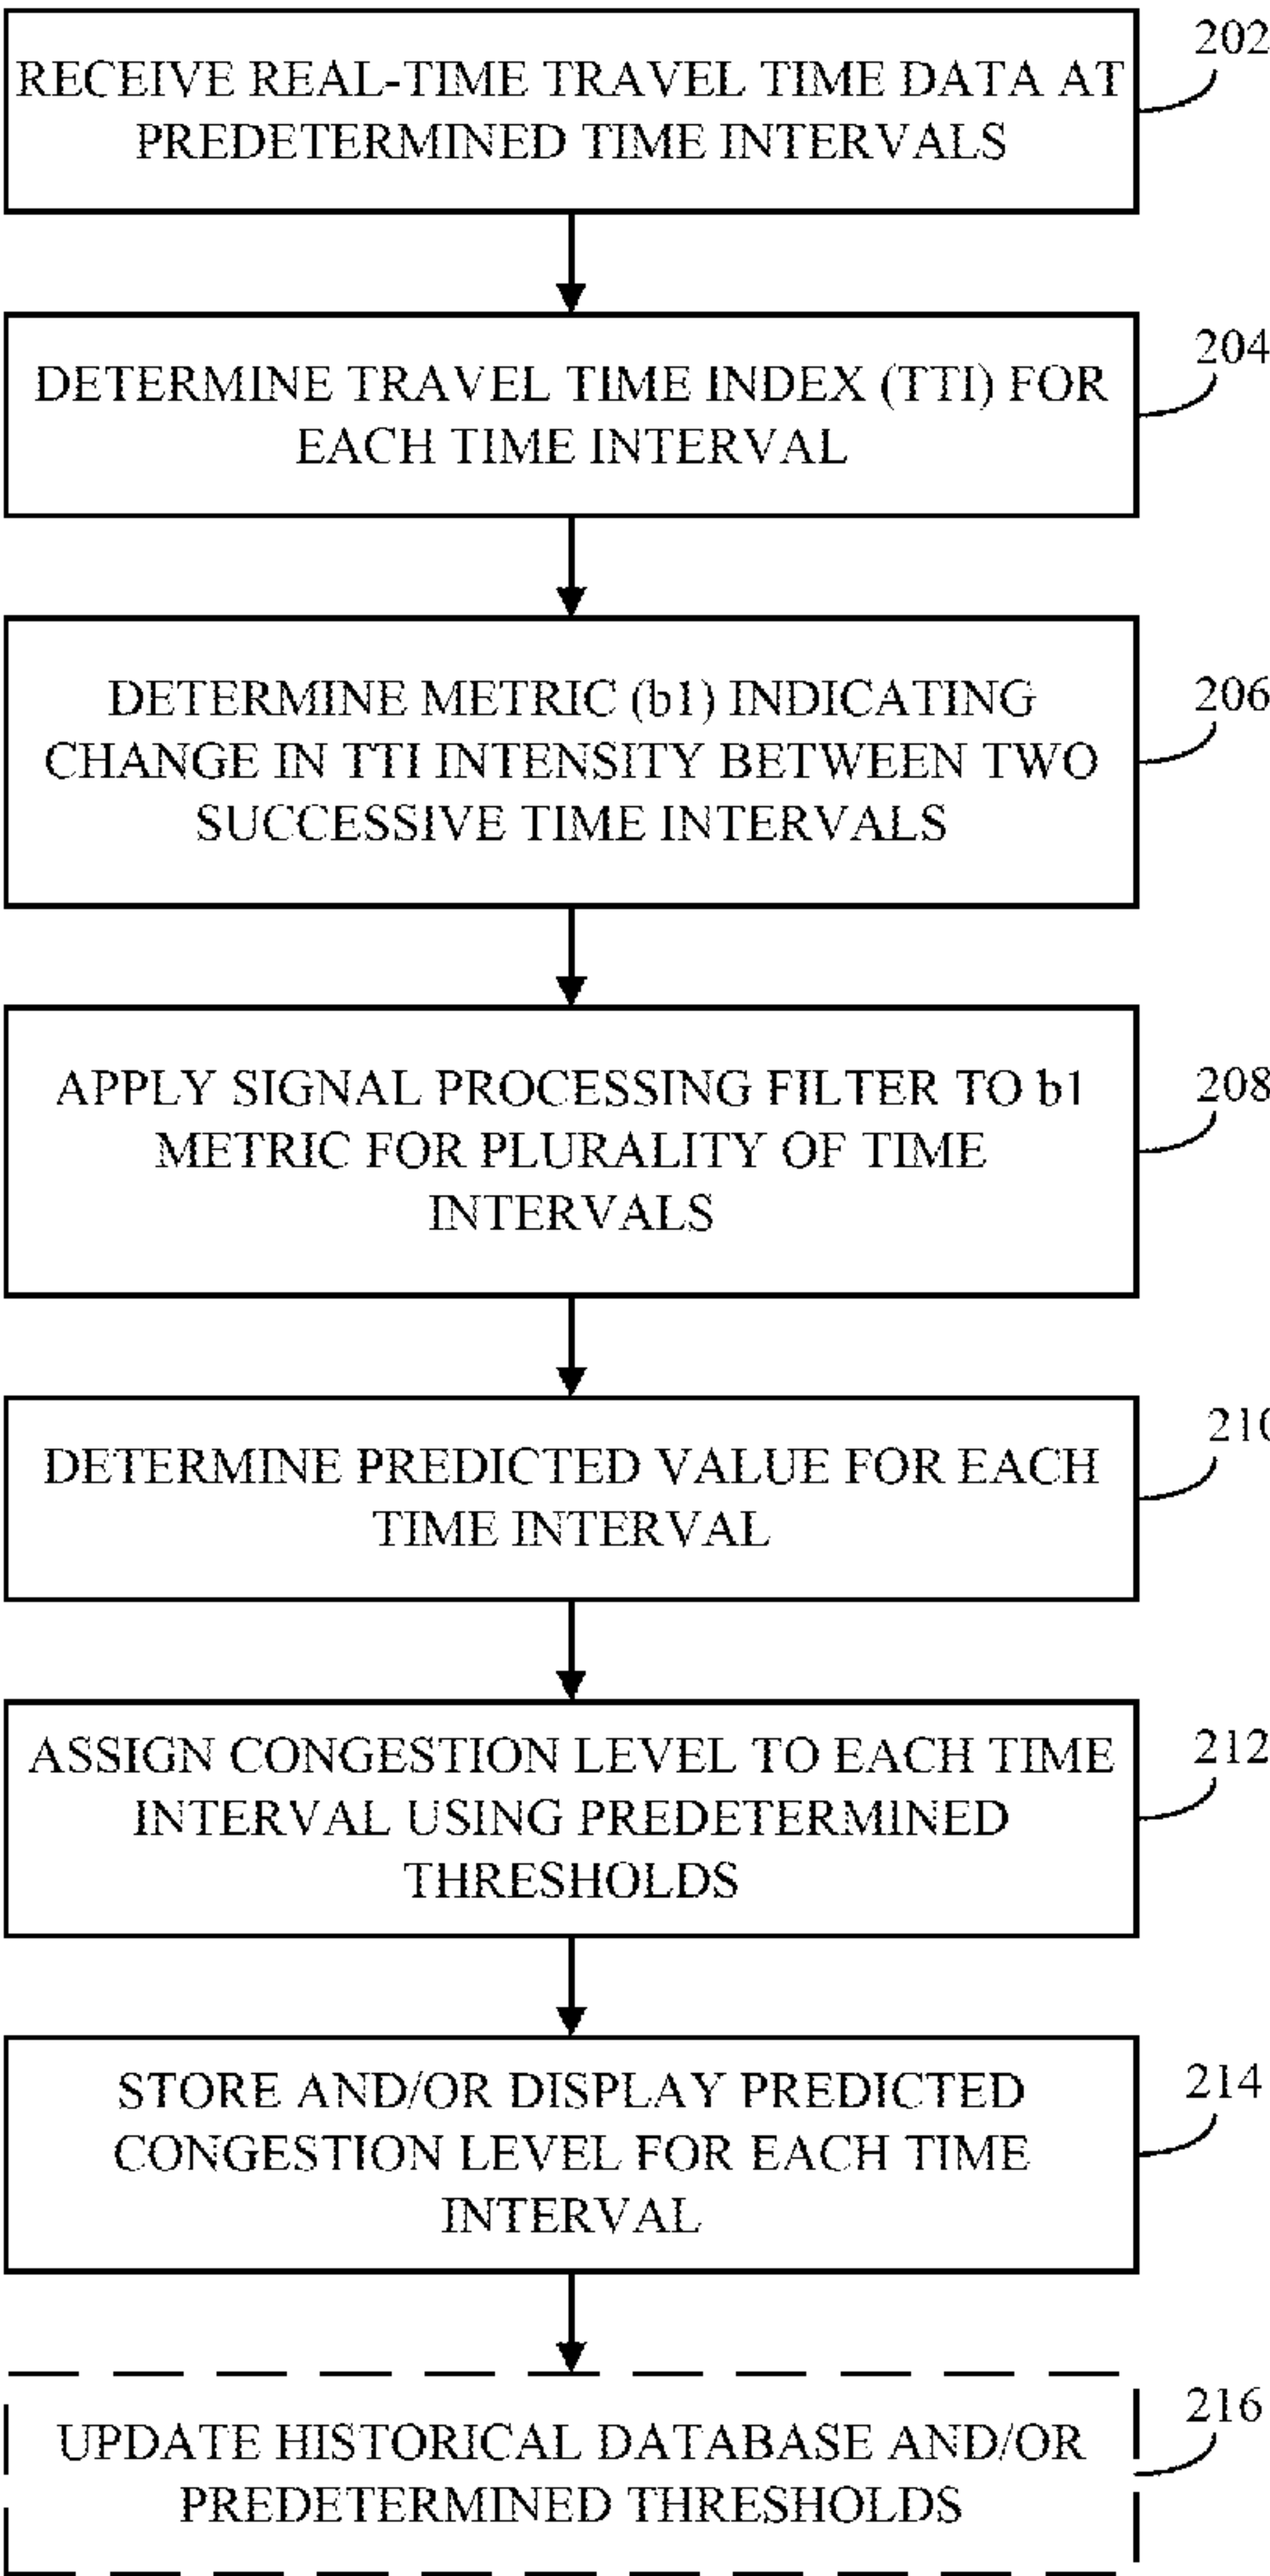 202
RECEIVE REAL-TIME TRAVEL TIME DATA AT
PREDETERMINED TIME INTERVALS
204
DETERMINE TRAVEL TIME INDEX (TTI) FOR
EACH TIME INTERVAL
206
DETERMINE METRIC (b1) INDICATING
CHANGE IN TTI INTENSITY BETWEEN TWO
SUCCESSIVE TIME INTERVALS
208
APPLY SIGNAL PROCESSING FILTER TO b1
METRIC FOR PLURALITY OF TIME
INTERVALS
210
DETERMINE PREDICTED VALUE FOR EACH
TIME INTERVAL
212
ASSIGN CONGESTION LEVEL TO EACH TIME
INTERVAL USING PREDETERMINED
THRESHOLDS
214
STORE AND/OR DISPLAY PREDICTED
CONGESTION LEVEL FOR EACH TIME
INTERVAL
216
UPDATE HISTORICAL DATABASE AND/OR
PREDETERMINED THRESHOLDS